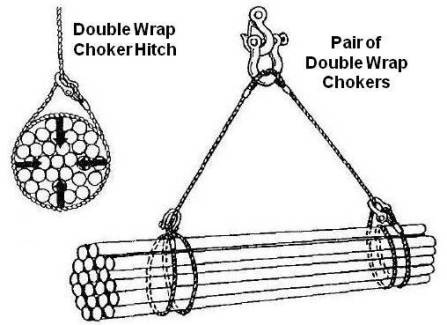 Double Wrap
Choker Hitch
Pair of
Double Wrap
Chokers